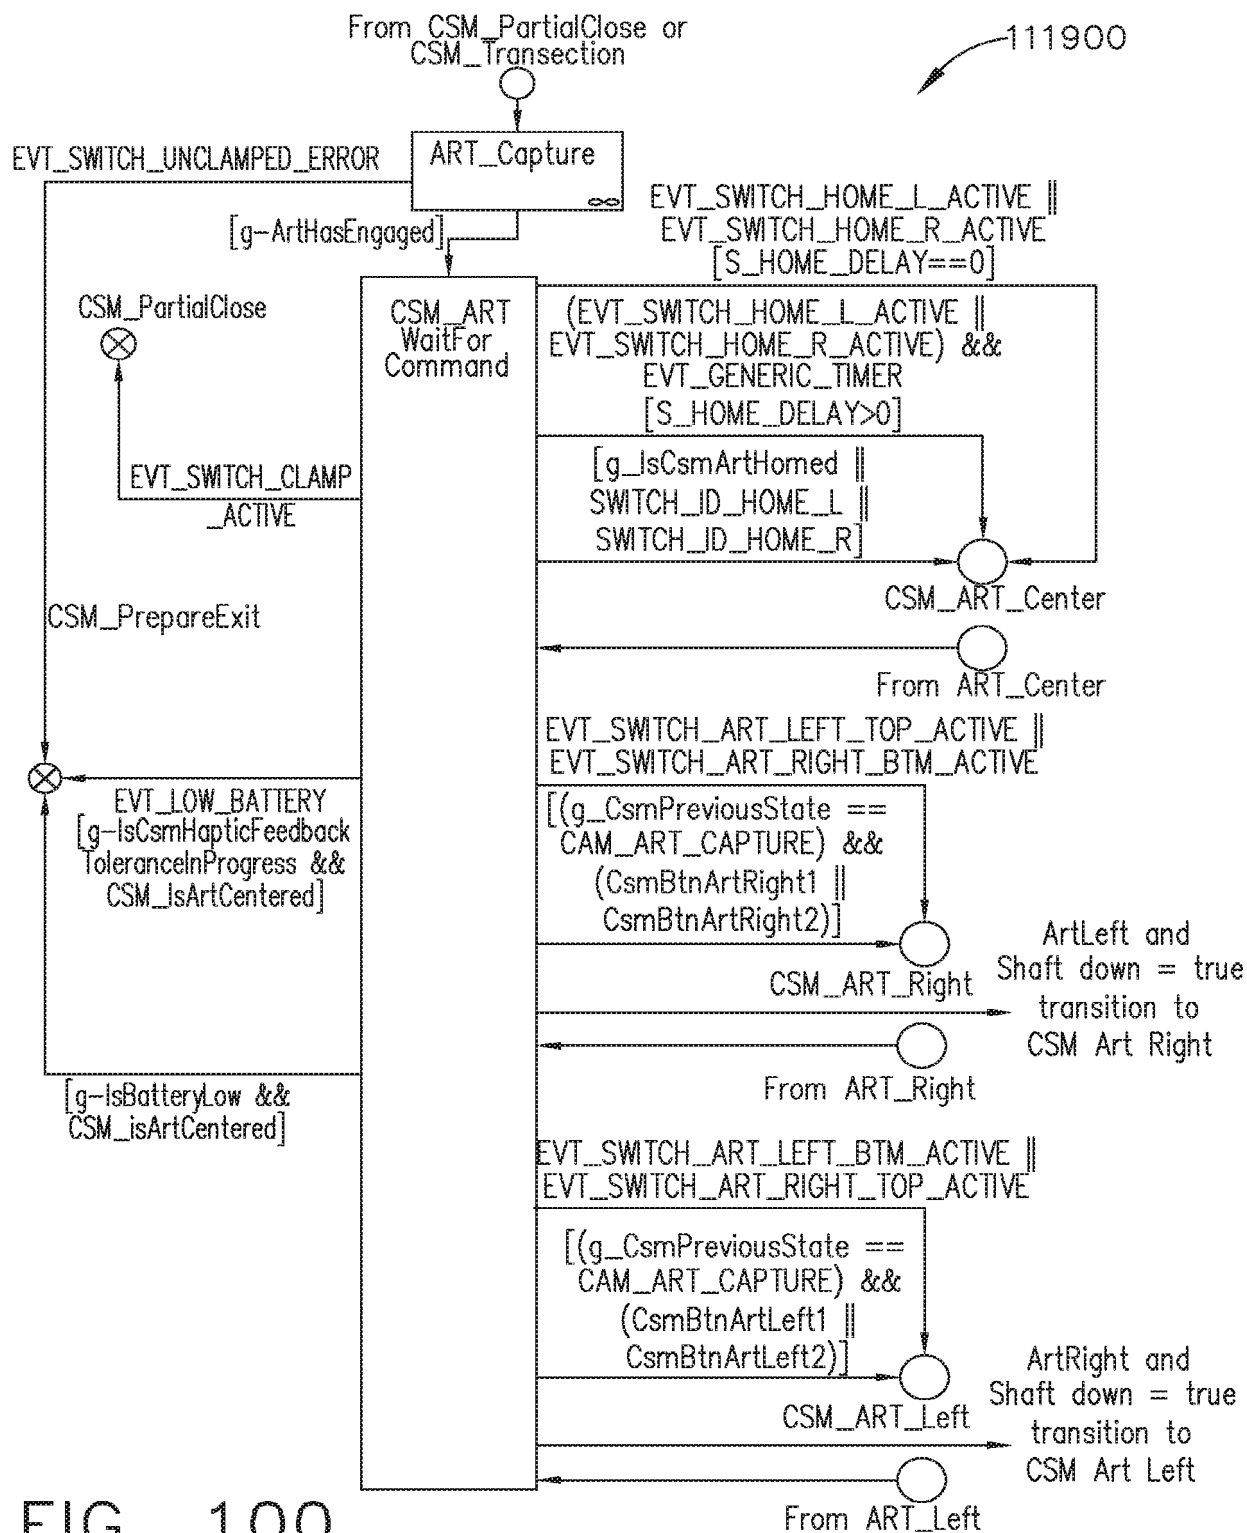 From CSM_PartialClose or
CSM_Transection
111900
EVT_SWITCH_UNCLAMPED_ERROR
ART_Capture
[g-ArtHasEngaged]
EVT_SWITCH_HOME_L_ACTIVE ||
EVT_SWITCH_HOME_R_ACTIVE
[S_HOME_DELAY==0]
CSM_PartialClose
CSM_ART
WaitFor
Command
(EVT_SWITCH_HOME_L_ACTIVE ||
EVT_SWITCH_HOME_R_ACTIVE) &&
EVT_GENERIC_TIMER
[S_HOME_DELAY>0]
EVT_SWITCH_CLAMP
_ACTIVE
[g_IsCsmArtHomed ||
SWITCH_ID_HOME_L ||
SWITCH_ID_HOME_R]
CSM_ART_Center
CSM_PrepareExit
From ART_Center
EVT_SWITCH_ART_LEFT_TOP_ACTIVE ||
EVT_SWITCH_ART_RIGHT_BTM_ACTIVE
EVT_LOW_BATTERY
[g-IsCsmHapticFeedback
ToleranceInProgress &&
CSM_IsArtCentered]
[(g_CsmPreviousState ==
CAM_ART_CAPTURE) &&
(CsmBtnArtRight1 ||
CsmBtnArtRight2)]
CSM_ART_Right
ArtLeft and
Shaft down = true
transition to
CSM Art Right
From ART_Right
[g-IsBatteryLow &&
CSM_isArtCentered]
EVT_SWITCH_ART_LEFT_BTM_ACTIVE ||
EVT_SWITCH_ART_RIGHT_TOP_ACTIVE
[(g_CsmPreviousState ==
CAM_ART_CAPTURE) &&
(CsmBtnArtLeft1 ||
CsmBtnArtLeft2)]
CSM_ART_Left
ArtRight and
Shaft down = true
transition to
CSM Art Left
From ART_Left
FIG. 100